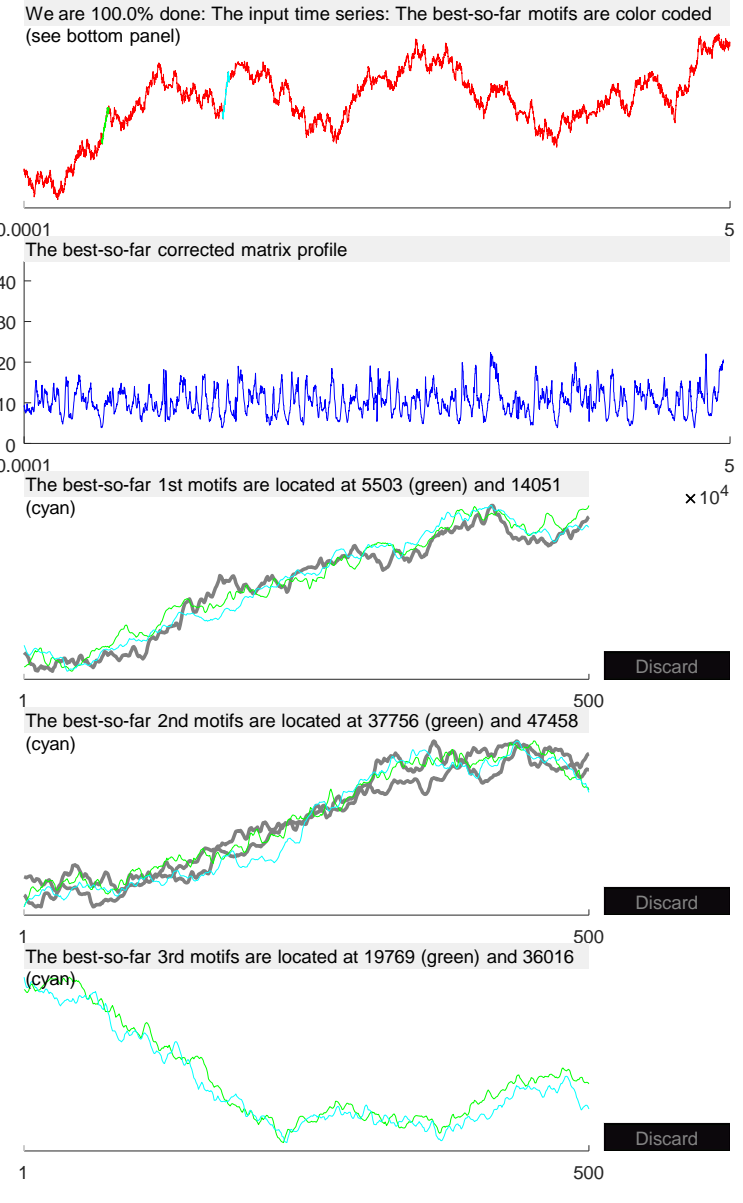 We are 100.0% done: The input time series: The best-so-far motifs are color coded
(see bottom panel)
0.0001 5
The best-so-far corrected matrix profile
40
30
20
10
0
0.0001 5
×10^4
The best-so-far 1st motifs are located at 5503 (green) and 14051
(cyan)
Discard
1 500
The best-so-far 2nd motifs are located at 37756 (green) and 47458
(cyan)
Discard
1 500
The best-so-far 3rd motifs are located at 19769 (green) and 36016
(cyan)
Discard
1 500